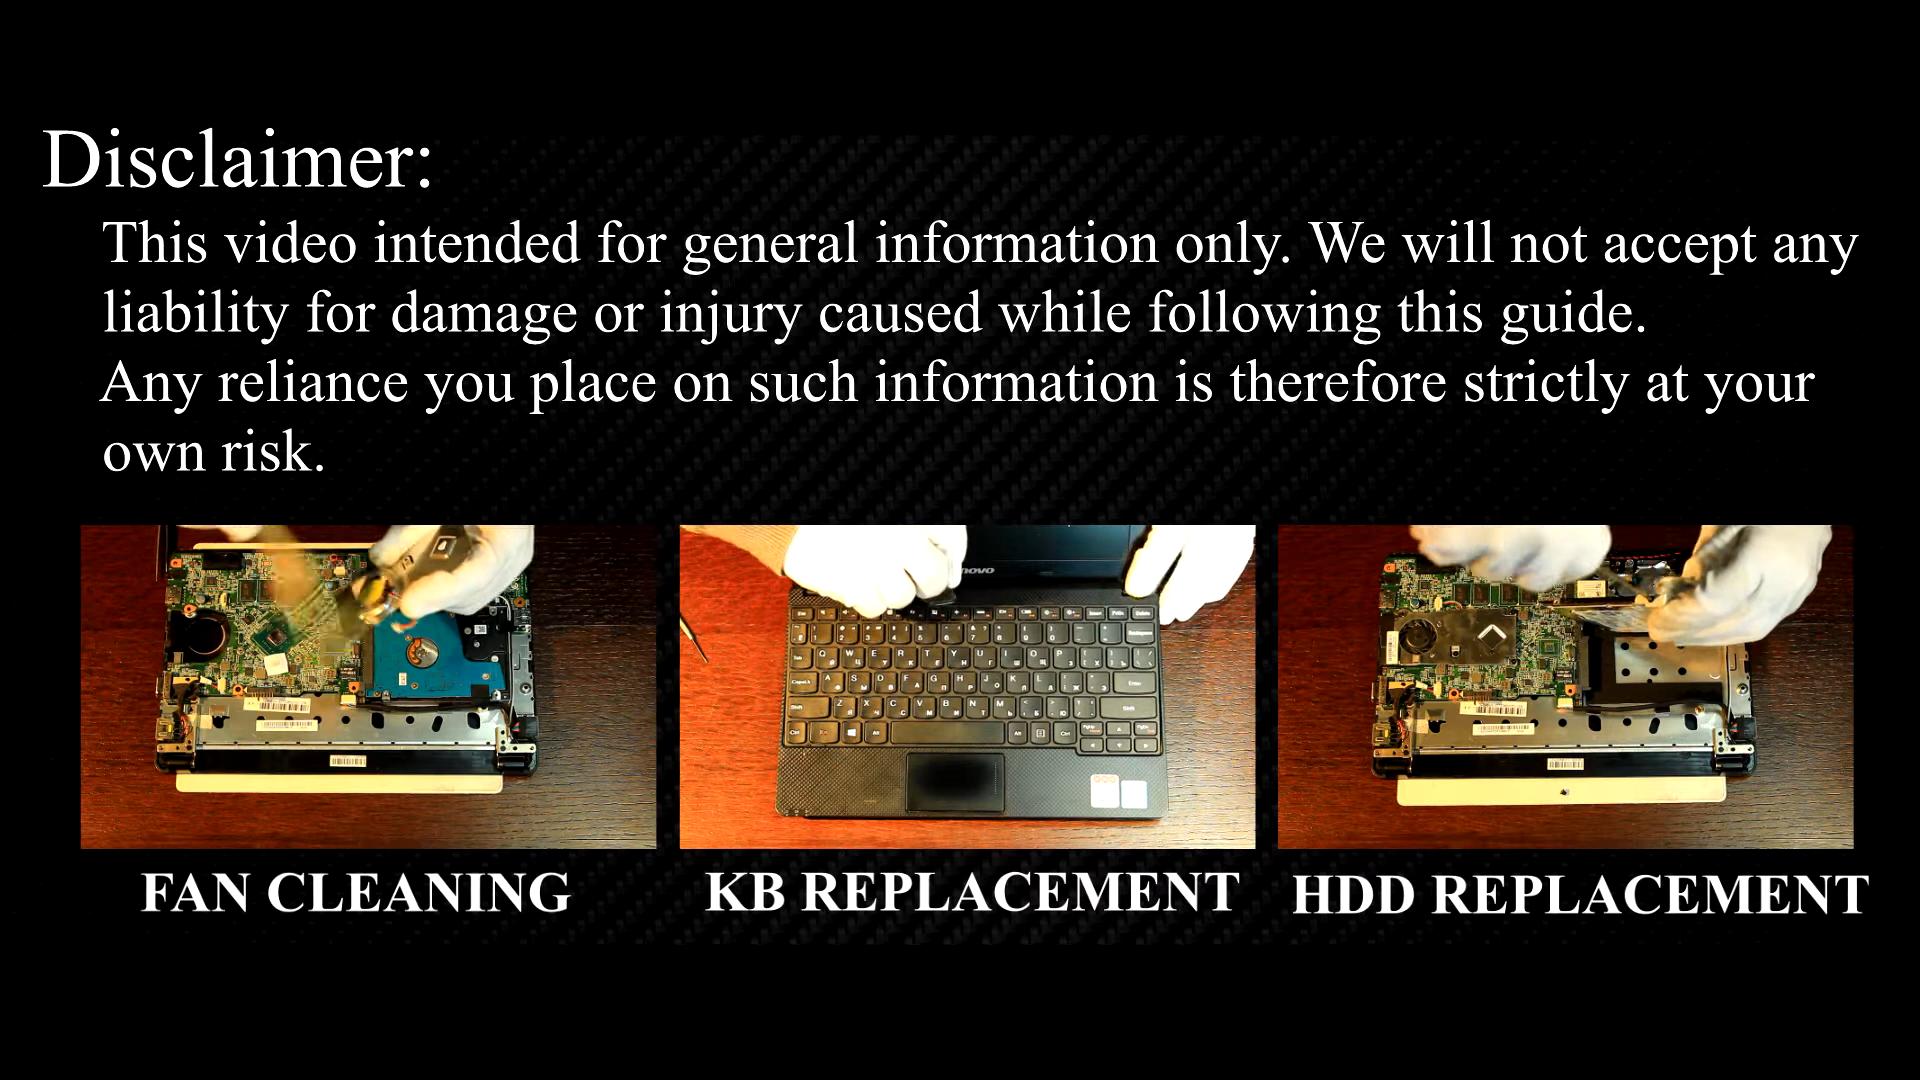 Disclaimer:
This video intended for general information only. We will not accept any
liability for damage or injury caused while following this guide.
Any reliance you place on such information is therefore strictly at your
own risk.
novo
Q W E R T Y U I O P
A S D F G H J K L
Z X C V B N M
FAN CLEANING
KB REPLACEMENT
HDD REPLACEMENT